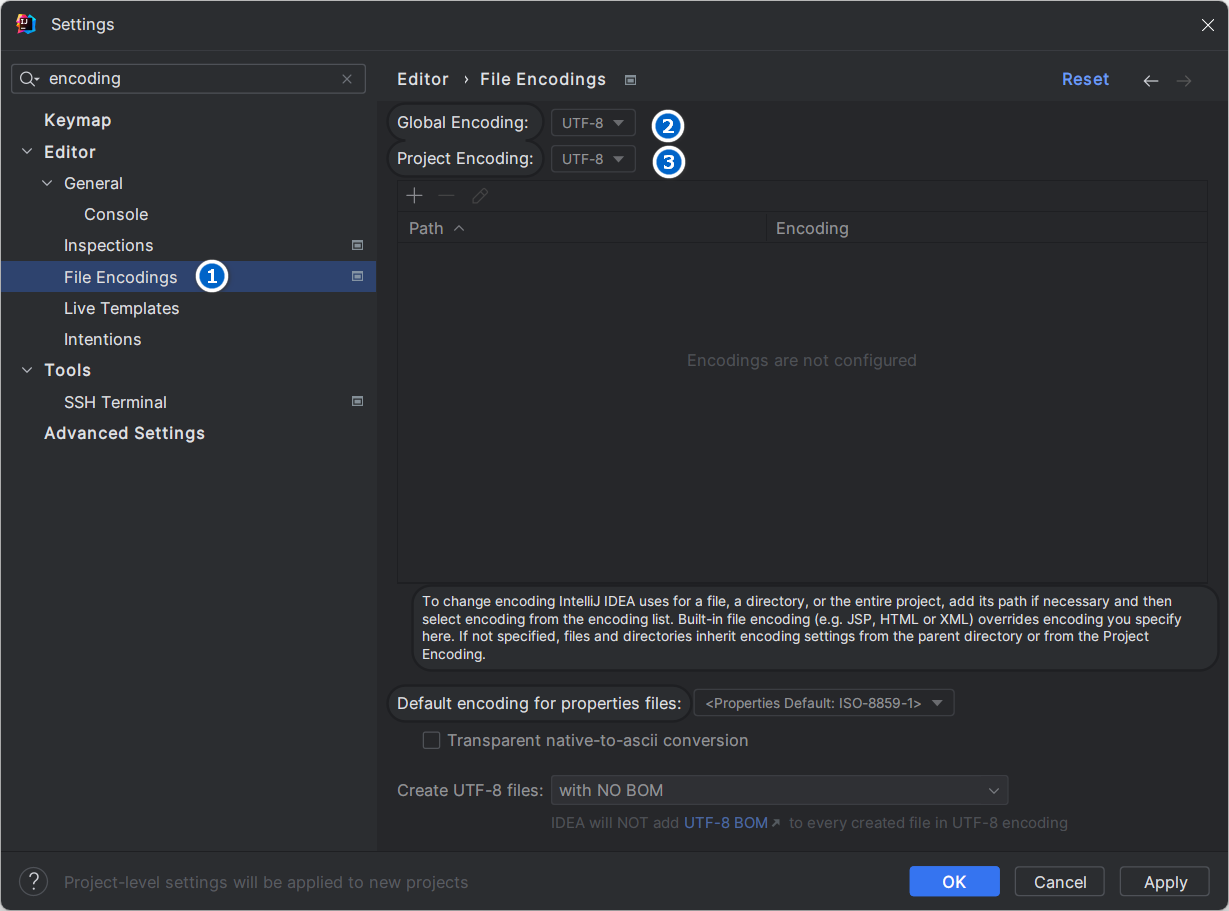 Settings
encoding
Keymap
Editor
General
Console
Inspections
File Encodings 1
Live Templates
Intentions
Tools
SSH Terminal
Advanced Settings
Editor › File Encodings
Reset
Global Encoding: UTF-8 2
Project Encoding: UTF-8 3
Path Encoding
Encodings are not configured
To change encoding IntelliJ IDEA uses for a file, a directory, or the entire project, add its path if necessary and then
select encoding from the encoding list. Built-in file encoding (e.g. JSP, HTML or XML) overrides encoding you specify
here. If not specified, files and directories inherit encoding settings from the parent directory or from the Project
Encoding.
Default encoding for properties files: <Properties Default: ISO-8859-1>
Transparent native-to-ascii conversion
Create UTF-8 files: with NO BOM
IDEA will NOT add UTF-8 BOM↗ to every created file in UTF-8 encoding
? Project-level settings will be applied to new projects
OK Cancel Apply